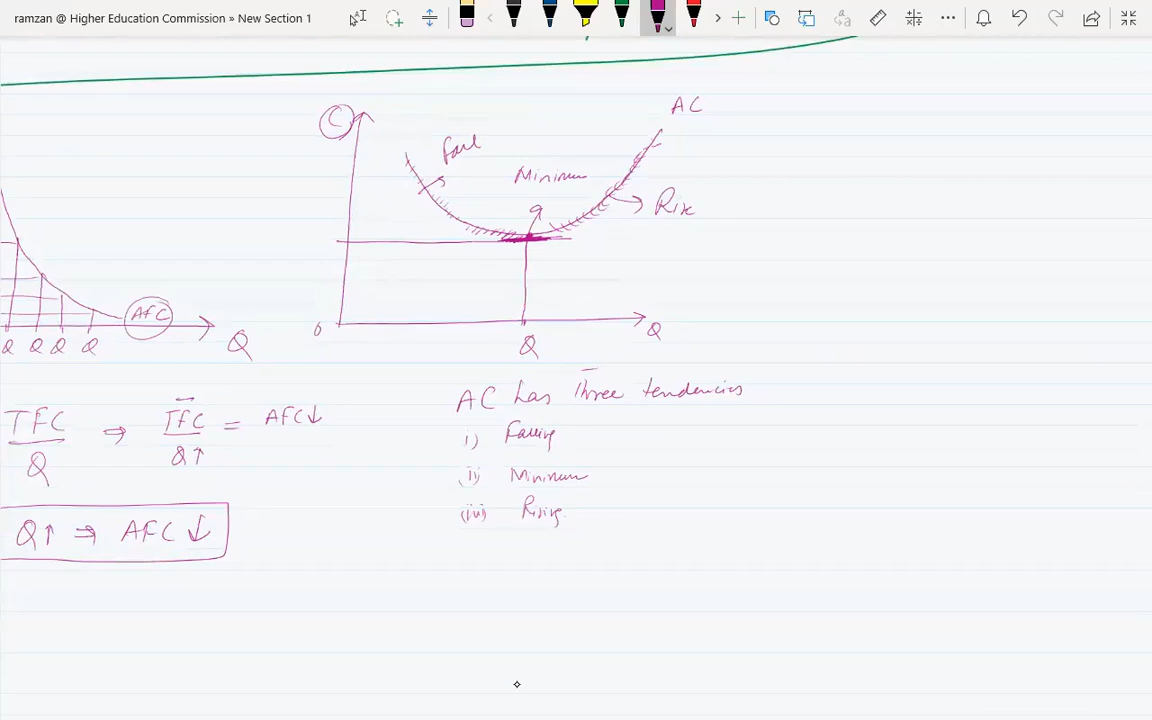 ramzan @ Higher Education Commission » New Section 1
C
AC
Fall
Minimum
Rise
AFC
Q
Q Q Q Q
0
Q
Q
AC has Three tendencies
i) Falling
(ii) Minimum
(iii) Rising
TFC
Q
⇒ TFC = AFC↓
Q↑
Q↑ ⇒ AFC ↓